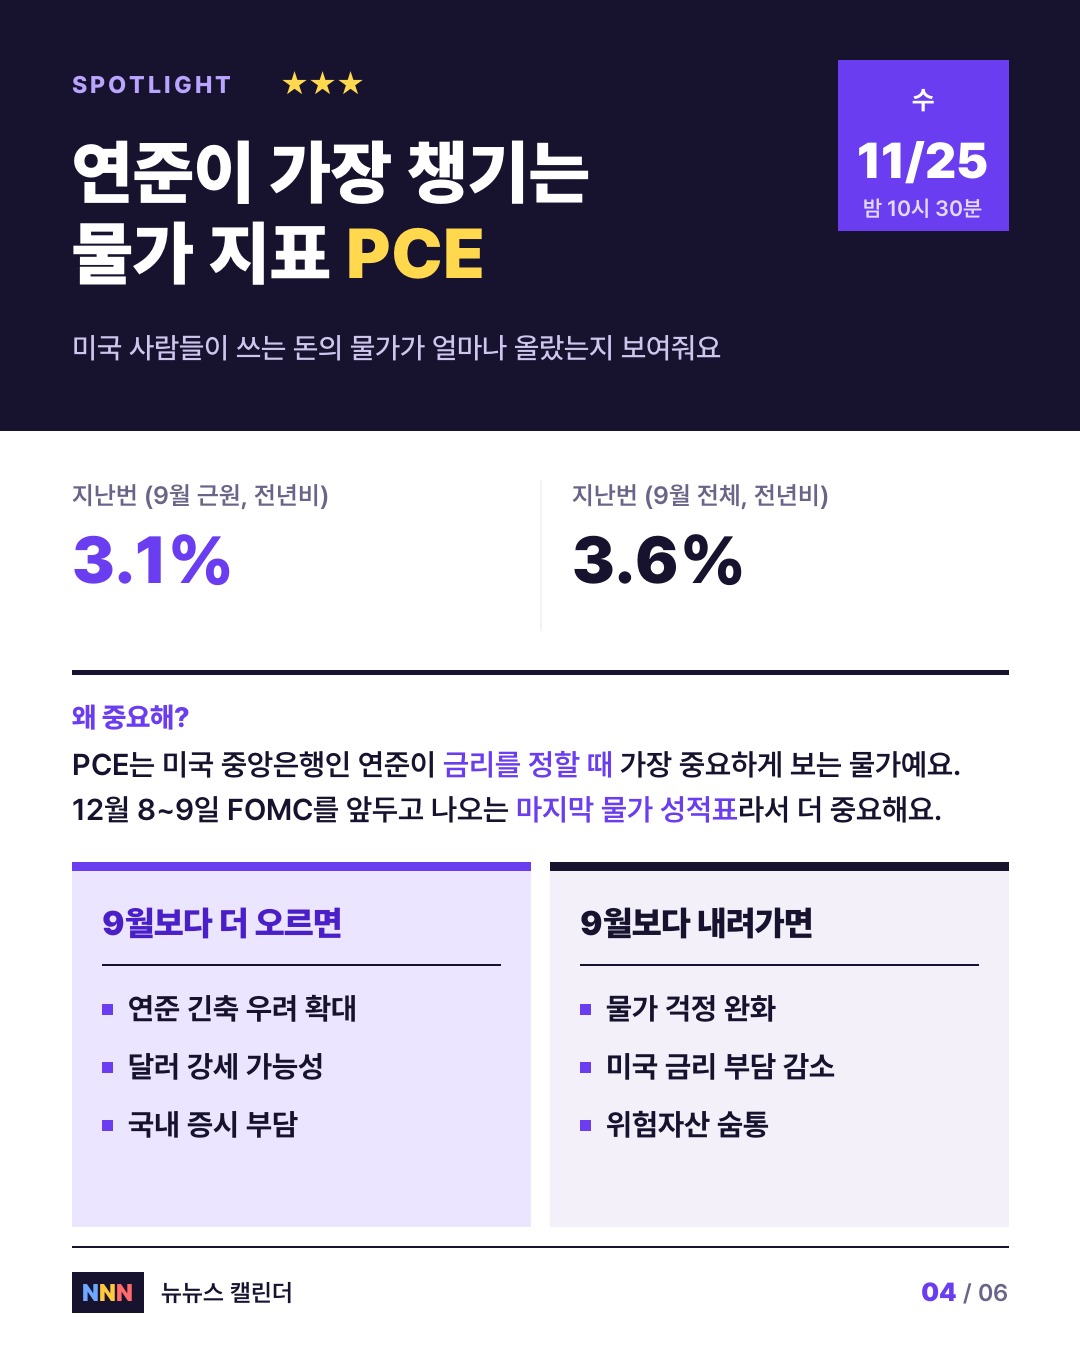 SPOTLIGHT ★★★
연준이 가장 챙기는
물가 지표 PCE
미국 사람들이 쓰는 돈의 물가가 얼마나 올랐는지 보여줘요
수
11/25
밤 10시 30분
지난번 (9월 근원, 전년비)
3.1%
지난번 (9월 전체, 전년비)
3.6%
왜 중요해?
PCE는 미국 중앙은행인 연준이 금리를 정할 때 가장 중요하게 보는 물가예요.
12월 8~9일 FOMC를 앞두고 나오는 마지막 물가 성적표라서 더 중요해요.
9월보다 더 오르면
연준 긴축 우려 확대
달러 강세 가능성
국내 증시 부담
9월보다 내려가면
물가 걱정 완화
미국 금리 부담 감소
위험자산 숨통
NNN 뉴뉴스 캘린더
04 / 06